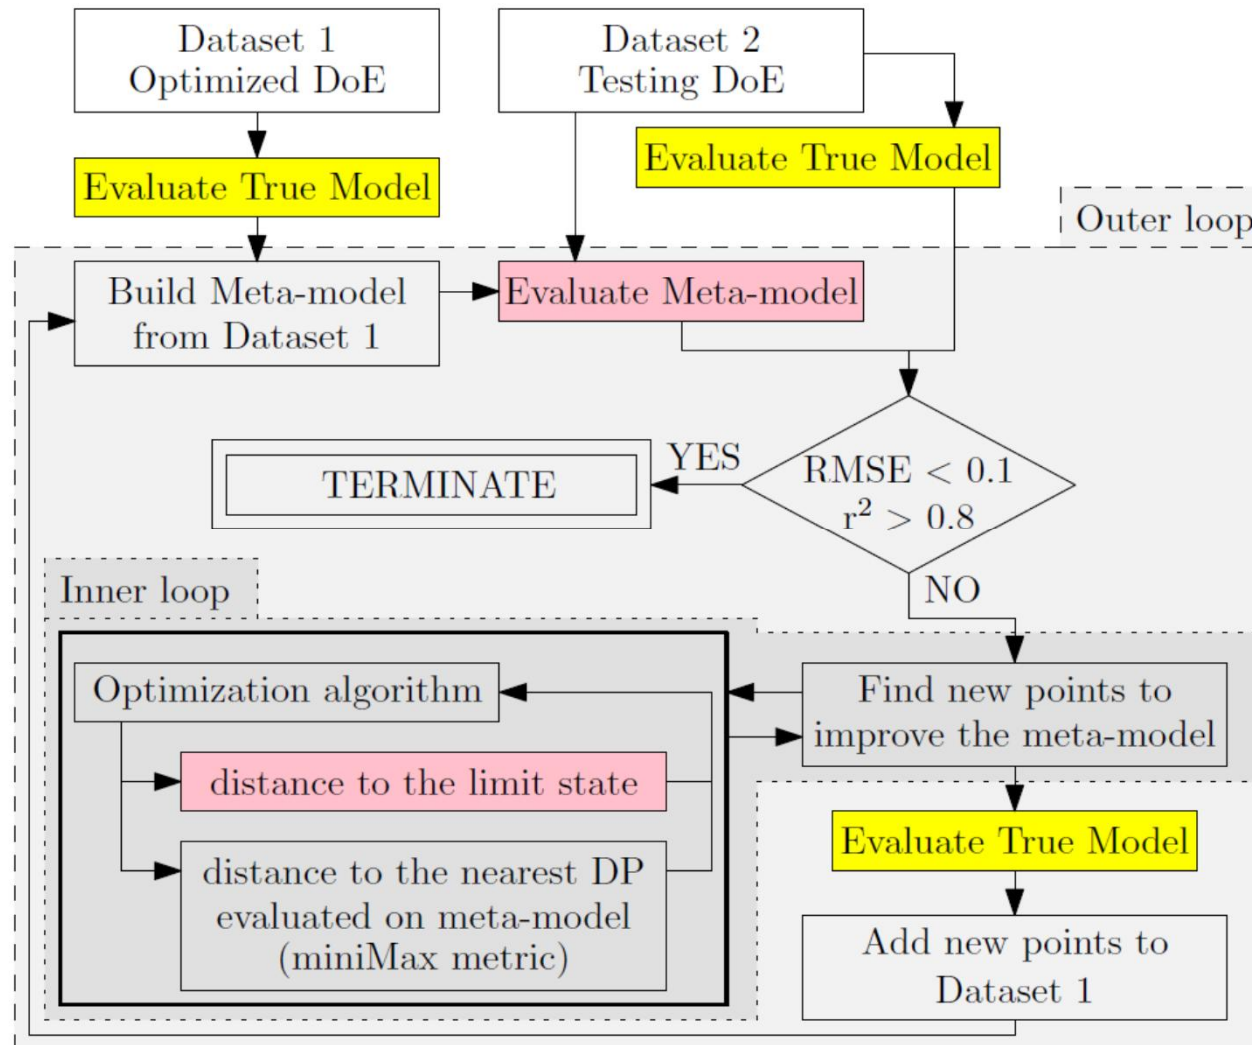 Dataset 1
Optimized DoE
Dataset 2
Testing DoE
Evaluate True Model
Evaluate True Model
Outer loop
Build Meta-model
from Dataset 1
Evaluate Meta-model
RMSE < 0.1
r² > 0.8
YES
TERMINATE
NO
Inner loop
Optimization algorithm
distance to the limit state
distance to the nearest DP
evaluated on meta-model
(miniMax metric)
Find new points to
improve the meta-model
Evaluate True Model
Add new points to
Dataset 1